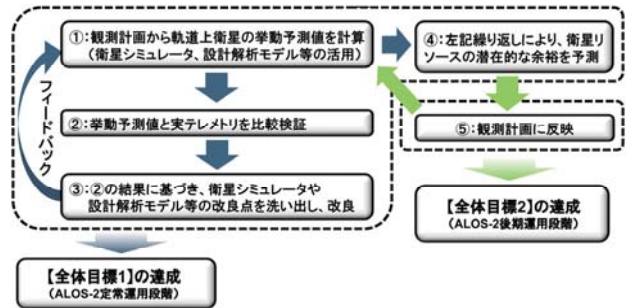 ①:観測計画から軌道上衛星の挙動予測値を計算
(衛星シミュレータ、設計解析モデル等の活用)
②:挙動予測値と実テレメトリを比較検証
③:②の結果に基づき、衛星シミュレータや
設計解析モデル等の改良点を洗い出し、改良
フィードバック
【全体目標1】の達成
(ALOS-2定常運用段階)
④:左記繰り返しにより、衛星リ
ソースの潜在的な余裕を予測
⑤:観測計画に反映
【全体目標2】の達成
(ALOS-2後期運用段階)